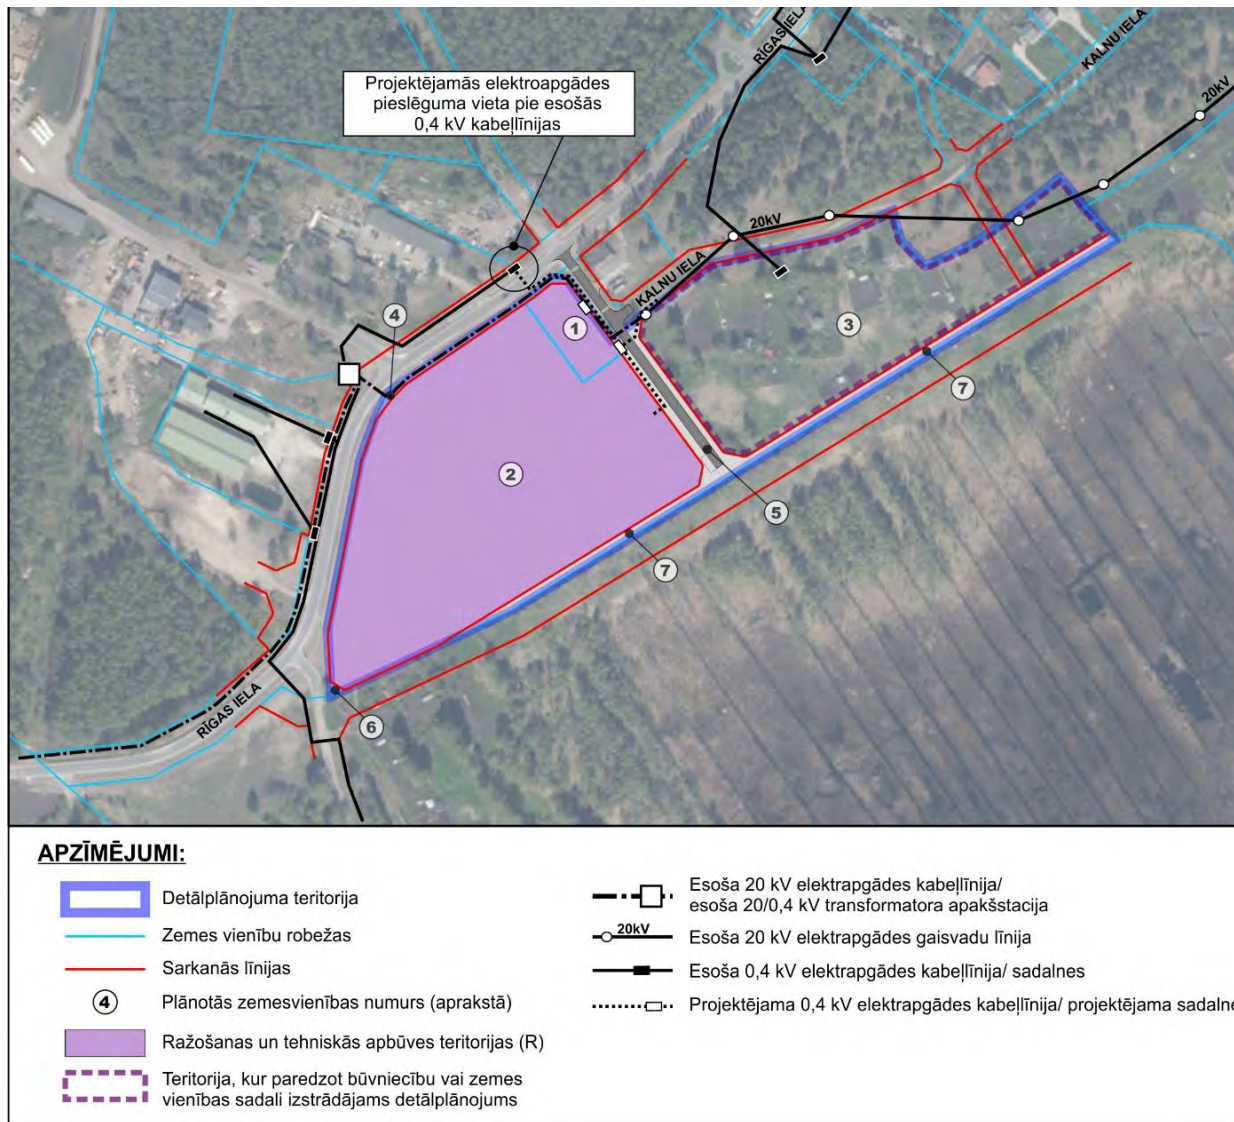 RĪGAS IELA
KALNU IELA
20kV
Projektējamās elektroapgādes
pieslēguma vieta pie esošās
0,4 kV kabeļlīnijas
20kV
KALNU IELA
4
1
3
7
2
5
7
6
RĪGAS IELA
APZĪMĒJUMI:
Detālplānojuma teritorija
Zemes vienību robežas
Sarkanās līnijas
4 Plānotās zemesvienības numurs (aprakstā)
Ražošanas un tehniskās apbūves teritorijas (R)
Teritorija, kur paredzot būvniecību vai zemes
vienības sadali izstrādājams detālplānojums
Esoša 20 kV elektrapgādes kabeļlīnija/
esoša 20/0,4 kV transformatora apakšstacija
20kV Esoša 20 kV elektrapgādes gaisvadu līnija
Esoša 0,4 kV elektrapgādes kabeļlīnija/ sadalnes
Projektējama 0,4 kV elektrapgādes kabeļlīnija/ projektējama sadalne